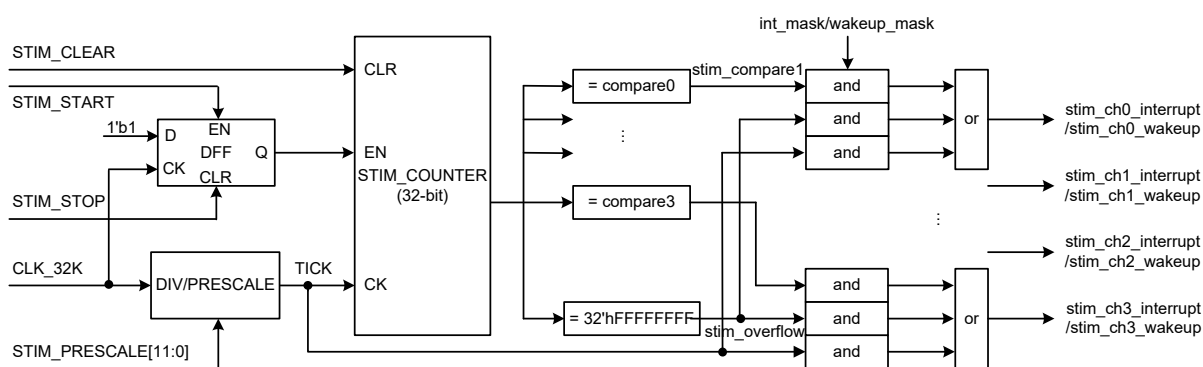 int_mask/wakeup_mask
STIM_CLEAR
CLR
stim_compare1
= compare0
and
STIM_START
1'b1
D
EN
DFF
Q
CK
CLR
EN
STIM_COUNTER
(32-bit)
⋮
and
and
or
stim_ch0_interrupt
/stim_ch0_wakeup
stim_ch1_interrupt
/stim_ch1_wakeup
STIM_STOP
= compare3
⋮
stim_ch2_interrupt
/stim_ch2_wakeup
CLK_32K
DIV/PRESCALE
TICK
CK
and
= 32'hFFFFFFFF
stim_overflow
and
and
or
stim_ch3_interrupt
/stim_ch3_wakeup
STIM_PRESCALE[11:0]